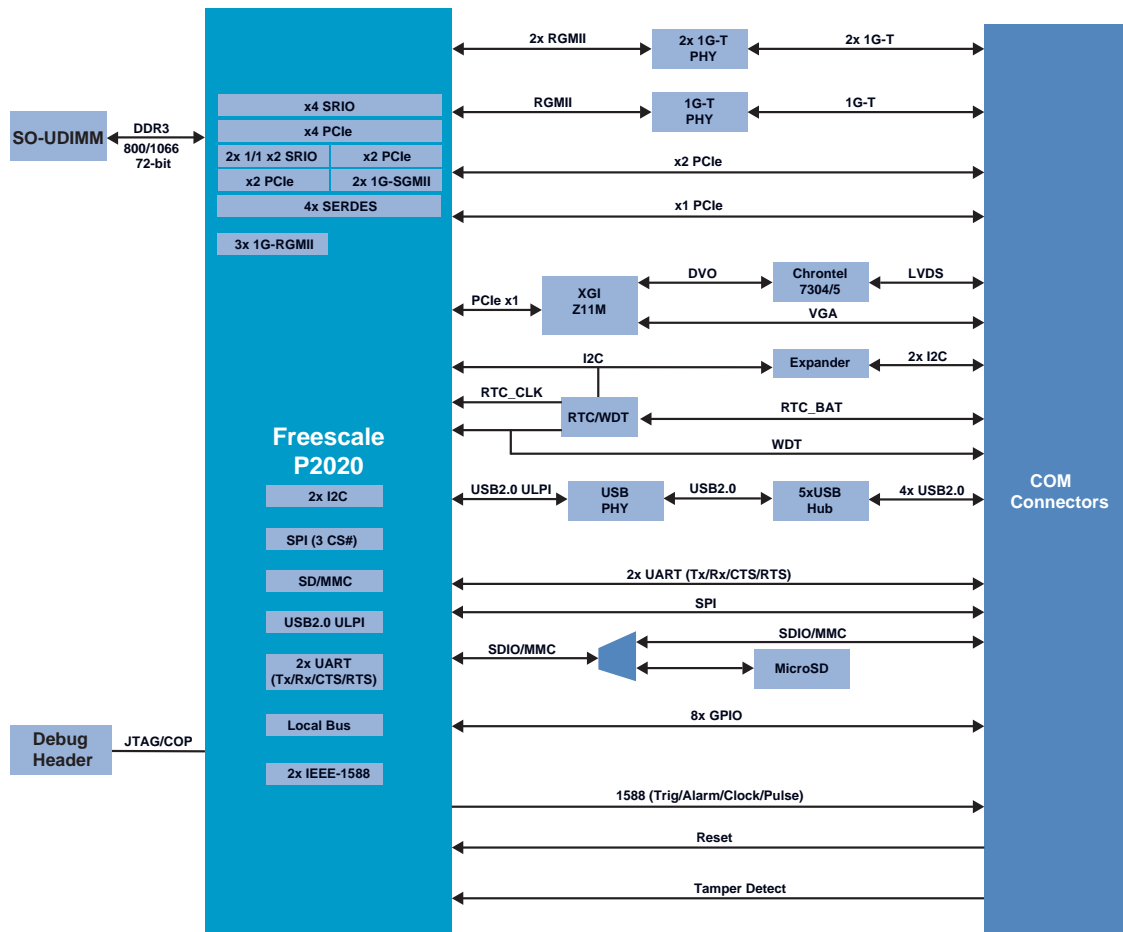 2x RGMII
2x 1G-T
PHY
2x 1G-T
RGMII
1G-T
PHY
1G-T
SO-UDIMM
DDR3
800/1066
72-bit
x4 SRIO
x4 PCIe
2x 1/1 x2 SRIO
x2 PCIe
x2 PCIe
2x 1G-SGMII
4x SERDES
3x 1G-RGMII
x2 PCIe
x1 PCIe
PCIe x1
XGI
Z11M
DVO
Chrontel
7304/5
LVDS
VGA
I2C
Expander
2x I2C
RTC_CLK
RTC/WDT
RTC_BAT
WDT
Freescale
P2020
COM
Connectors
2x I2C
SPI (3 CS#)
SD/MMC
USB2.0 ULPI
2x UART
(Tx/Rx/CTS/RTS)
Local Bus
2x IEEE-1588
USB2.0 ULPI
USB
PHY
USB2.0
5xUSB
Hub
4x USB2.0
2x UART (Tx/Rx/CTS/RTS)
SPI
SDIO/MMC
SDIO/MMC
MicroSD
8x GPIO
Debug
Header
JTAG/COP
1588 (Trig/Alarm/Clock/Pulse)
Reset
Tamper Detect